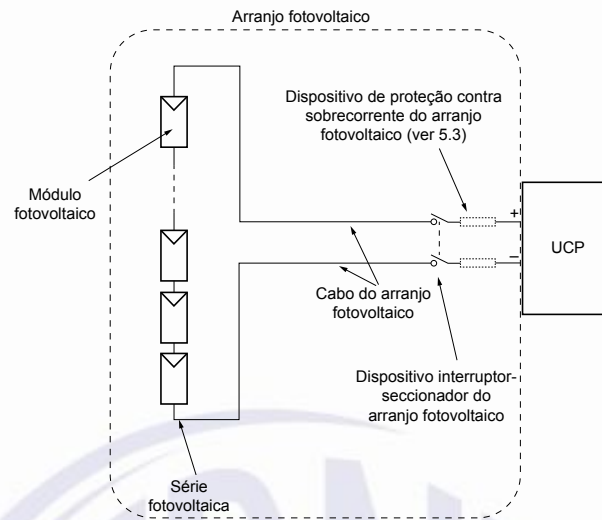 Arranjo fotovoltaico
Dispositivo de proteção contra
sobrecorrente do arranjo
fotovoltaico (ver 5.3)
Módulo
fotovoltaico
+
UCP
–
Cabo do arranjo
fotovoltaico
Dispositivo interruptor-
seccionador do
arranjo fotovoltaico
Série
fotovoltaica